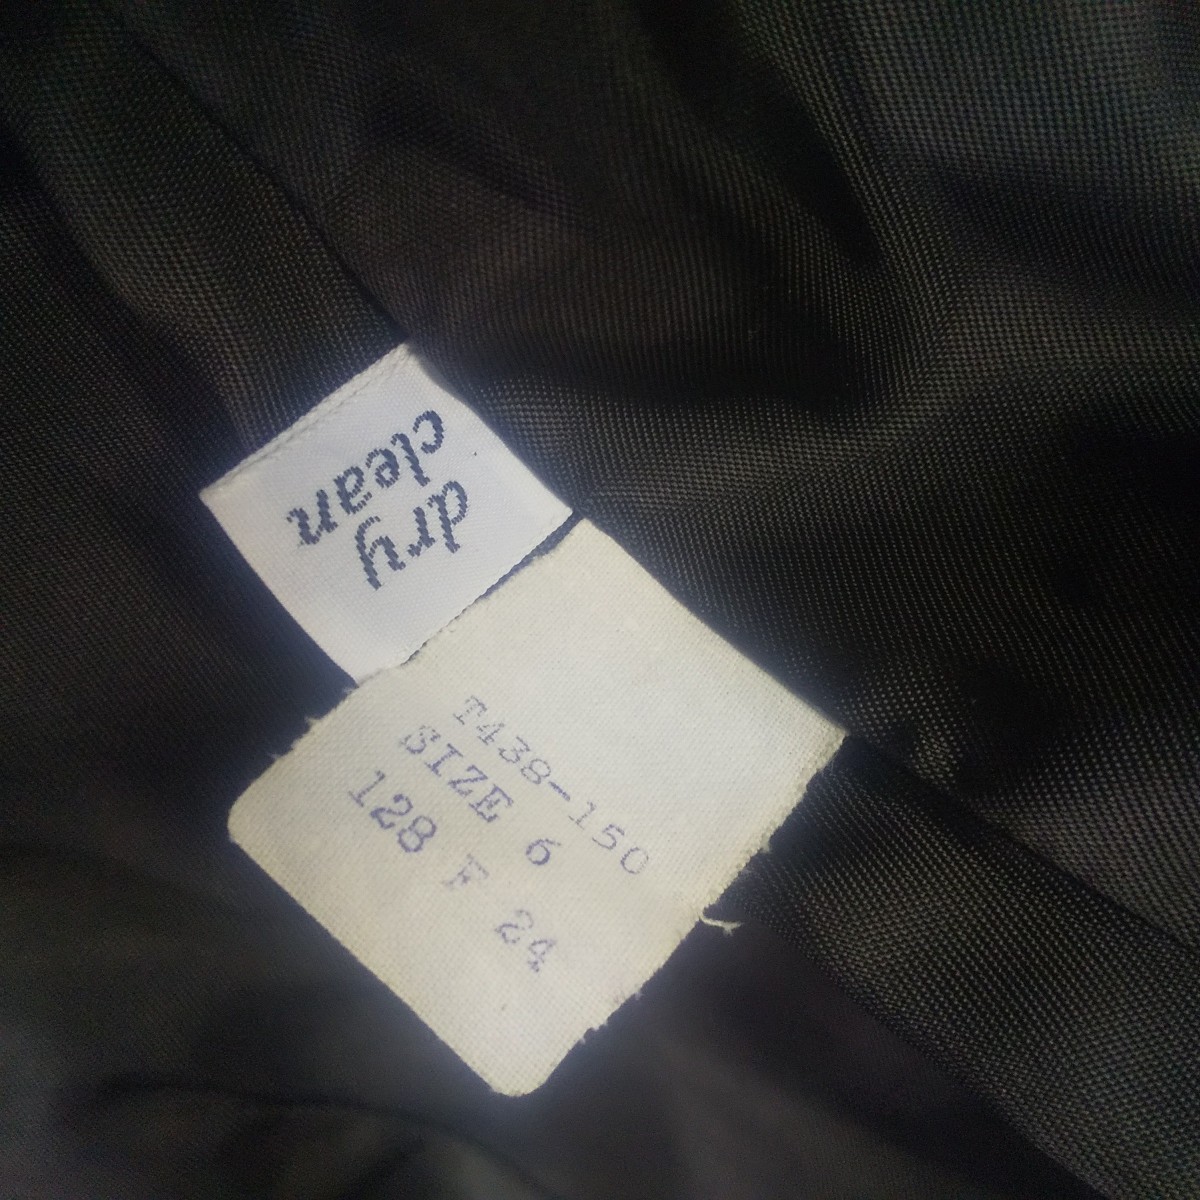 dry
clean
T438-150
SIZE 6
128 F 24